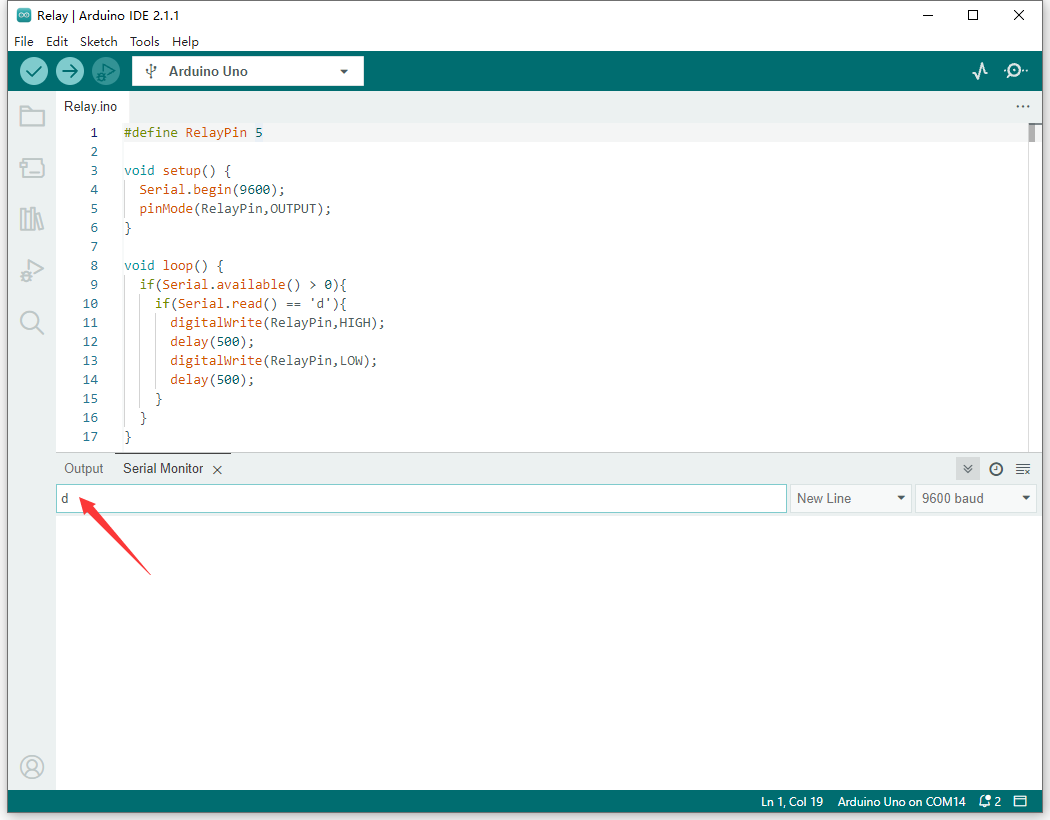 Relay | Arduino IDE 2.1.1
File Edit Sketch Tools Help
Arduino Uno
Relay.ino
1 #define RelayPin 5
2
3 void setup() {
4   Serial.begin(9600);
5   pinMode(RelayPin,OUTPUT);
6 }
7
8 void loop() {
9   if(Serial.available() > 0){
10     if(Serial.read() == 'd'){
11       digitalWrite(RelayPin,HIGH);
12       delay(500);
13       digitalWrite(RelayPin,LOW);
14       delay(500);
15     }
16   }
17 }
Output Serial Monitor
d New Line 9600 baud
Ln 1, Col 19 Arduino Uno on COM14 2